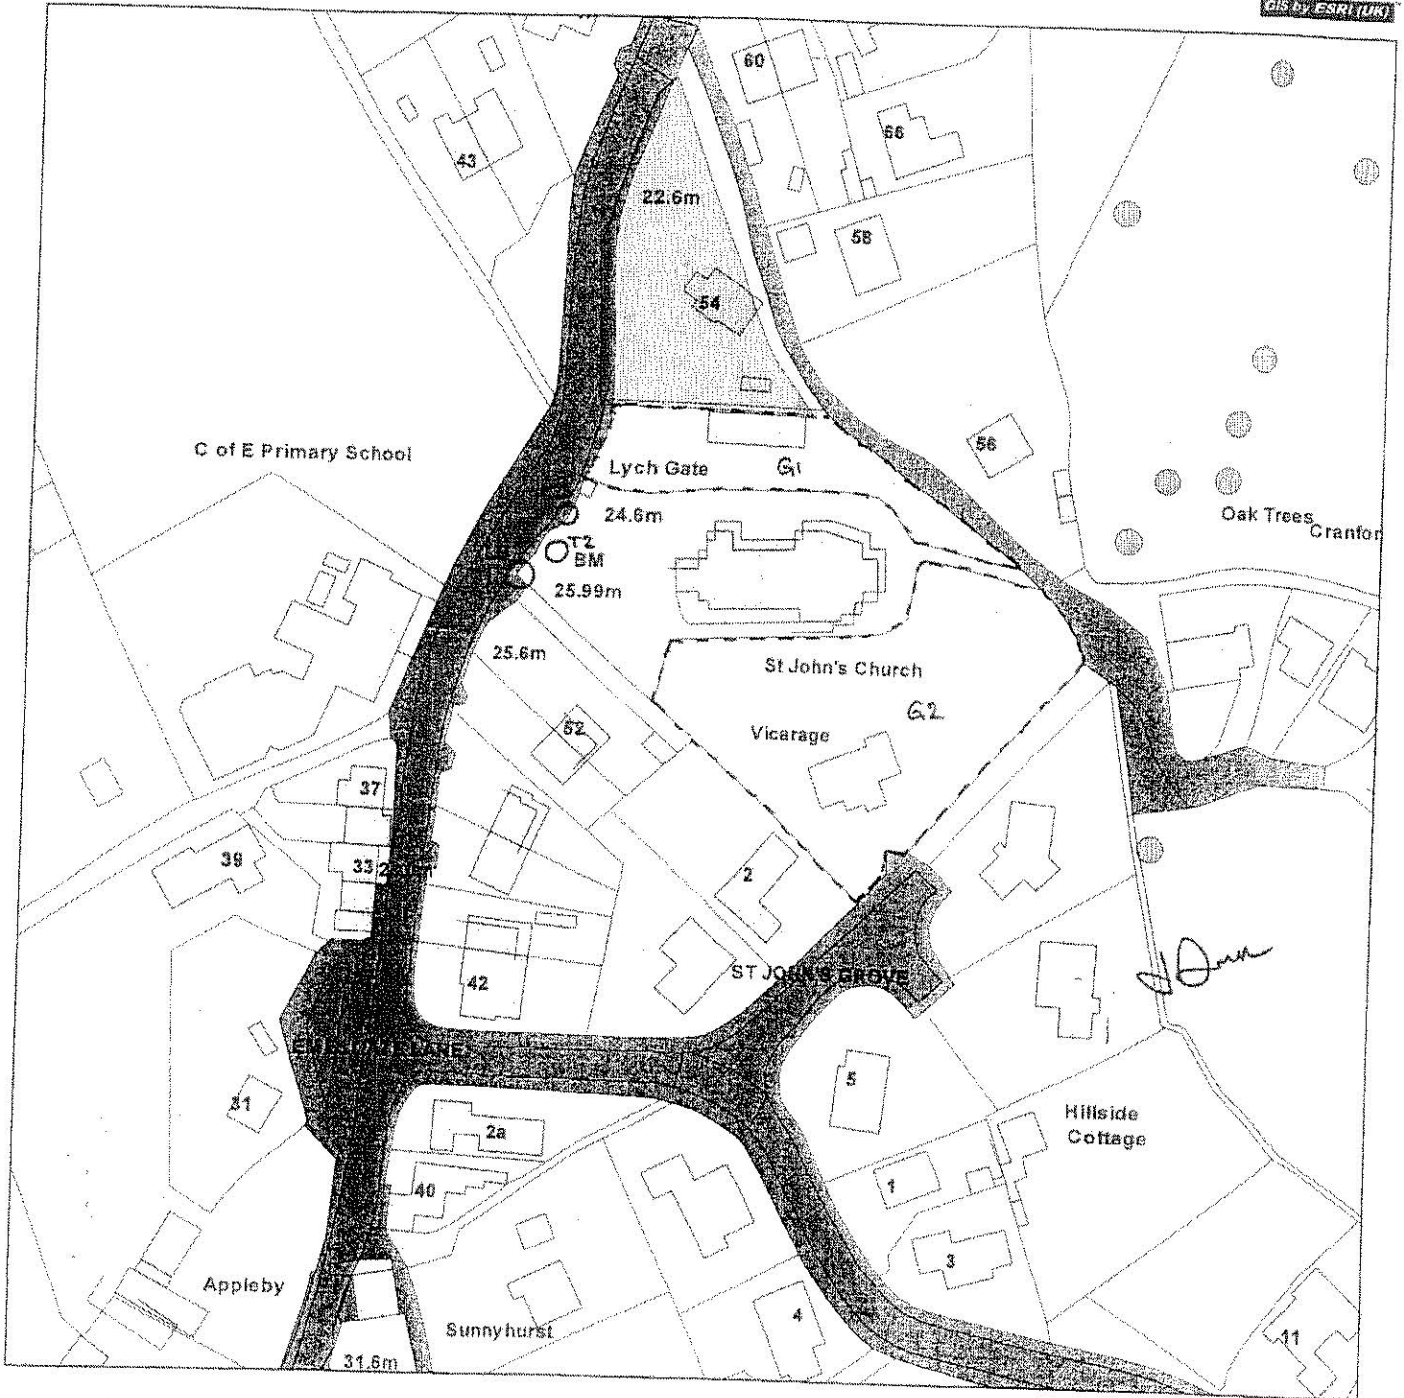 GIS by ESRI (UK)
60
66
43
22.6m
58
54
C of E Primary School
56
Lych Gate
G1
24.6m
Oak Trees
Cranfor
T2
BM
25.99m
25.6m
St John's Church
G2
52
Vicarage
37
39
33
2
42
ST JOHN'S GROVE
LANE
5
31
Hillside
Cottage
2a
40
1
3
Appleby
4
Sunnyhurst
11
31.6m